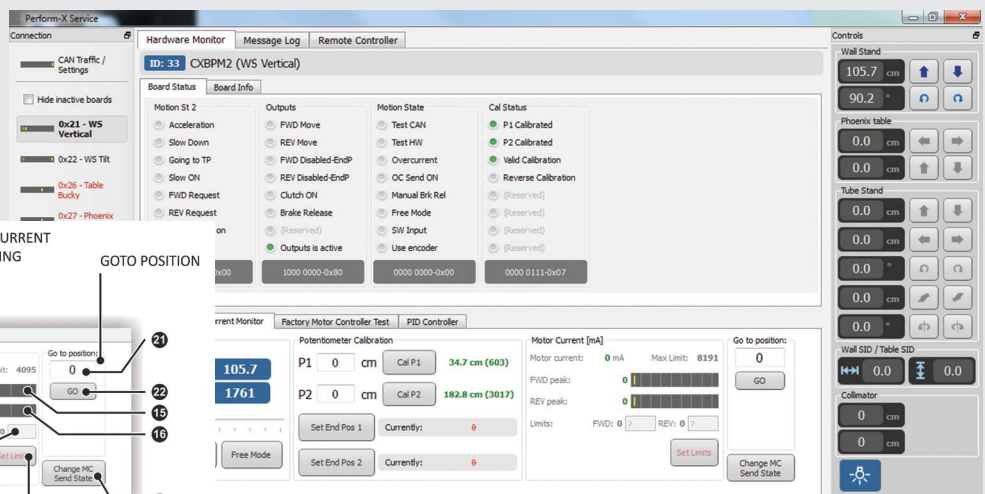 Perform-X Service
Connection
CAN Traffic /
Settings
Hide inactive boards
0x21 - WS
Vertical
0x22 - WS Tilt
0x26 - Table
Bucky
0x27 - Phoenix
Hardware Monitor Message Log Remote Controller
ID: 33 CXBPM2 (WS Vertical)
Board Status Board Info
Motion St 2
Acceleration
Slow Down
Going to TP
Slow ON
FWD Request
REV Request
on
0x00
Outputs
FWD Move
REV Move
FWD Disabled-EndP
REV Disabled-EndP
Clutch ON
Brake Release
(Reserved)
Outputs is active
1000 0000-0x80
Motion State
Test CAN
Test HW
Overcurrent
OC Send ON
Manual Brk Rel
Free Mode
SW Input
Use encoder
0000 0000-0x00
Cal Status
P1 Calibrated
P2 Calibrated
Valid Calibration
Reverse Calibration
(Reserved)
(Reserved)
(Reserved)
(Reserved)
0000 0111-0x07
Monitor Factory Motor Controller Test PID Controller
105.7
1761
Free Mode
Potentiometer Calibration
P1 0 cm Cal P1 34.7 cm (603)
P2 0 cm Cal P2 182.8 cm (3017)
Set End Pos 1 Currently: 0
Set End Pos 2 Currently: 0
Motor Current [mA]
Motor current: 0 mA Max Limit: 8191
FWD peak: 0
REV peak: 0
Limits: FWD: 0 ? REV: 0 ?
Set Limits
Go to position:
0
GO
Change MC
Send State
Controls
Wall Stand
105.7 cm
90.2 °
Phoenix table
0.0 cm
0.0 cm
Tube Stand
0.0 cm
0.0 cm
0.0 °
0.0 cm
0.0 °
Wall SID / Table SID
0.0 0.0
Collimator
0 cm
0 cm
GOTO POSITION
4095
Go to position:
0
GO
Set Limits
Change MC
Send State
21
22
15
16